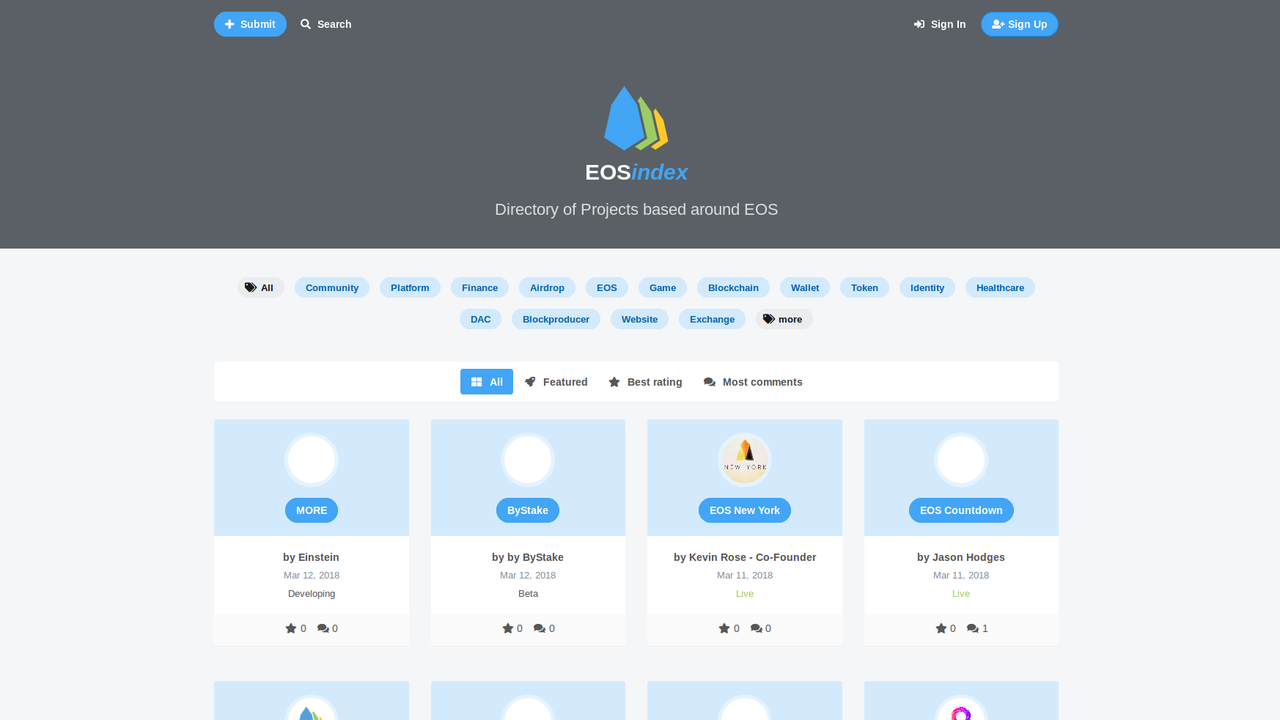 Submit Search Sign In Sign Up
EOSindex
Directory of Projects based around EOS
All Community Platform Finance Airdrop EOS Game Blockchain Wallet Token Identity Healthcare
DAC Blockproducer Website Exchange more
All Featured Best rating Most comments
NEW YORK
MORE ByStake EOS New York EOS Countdown
by Einstein by by ByStake by Kevin Rose - Co-Founder by Jason Hodges
Mar 12, 2018 Mar 12, 2018 Mar 11, 2018 Mar 11, 2018
Developing Beta Live Live
0 0 0 0 0 0 0 1